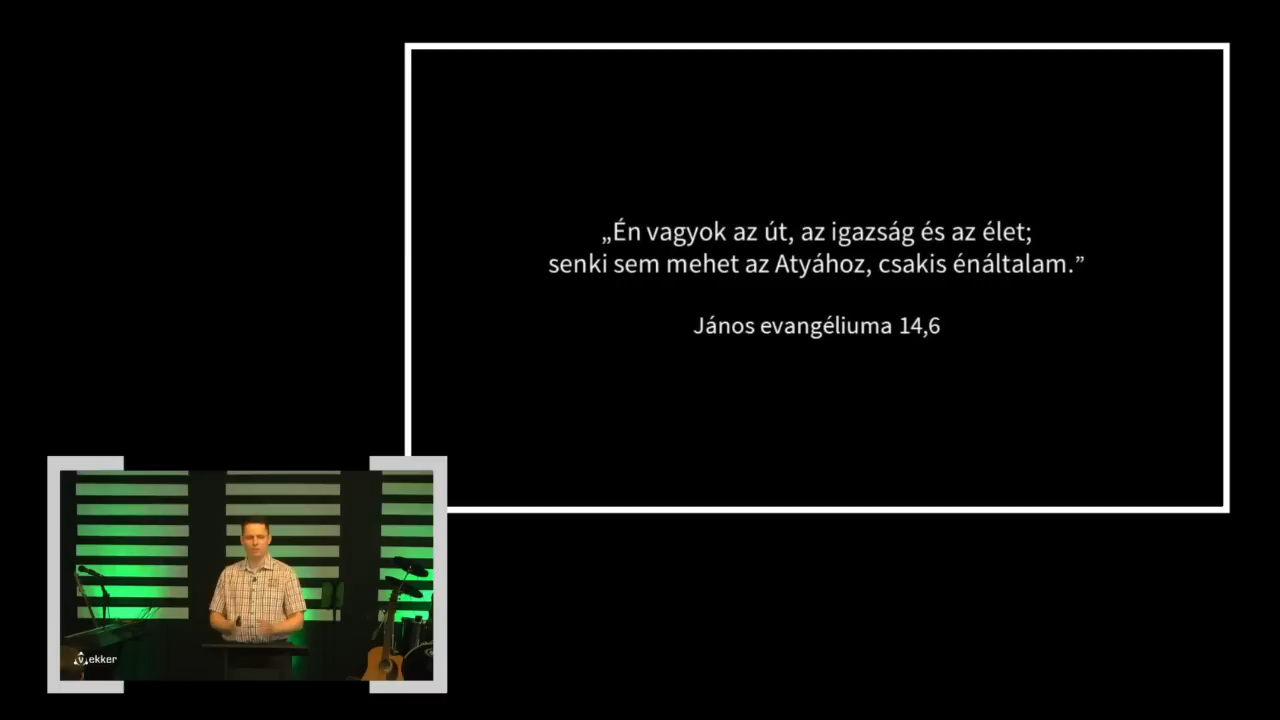 „Én vagyok az út, az igazság és az élet;
senki sem mehet az Atyához, csakis énáltalam.”
János evangéliuma 14,6
Vekker